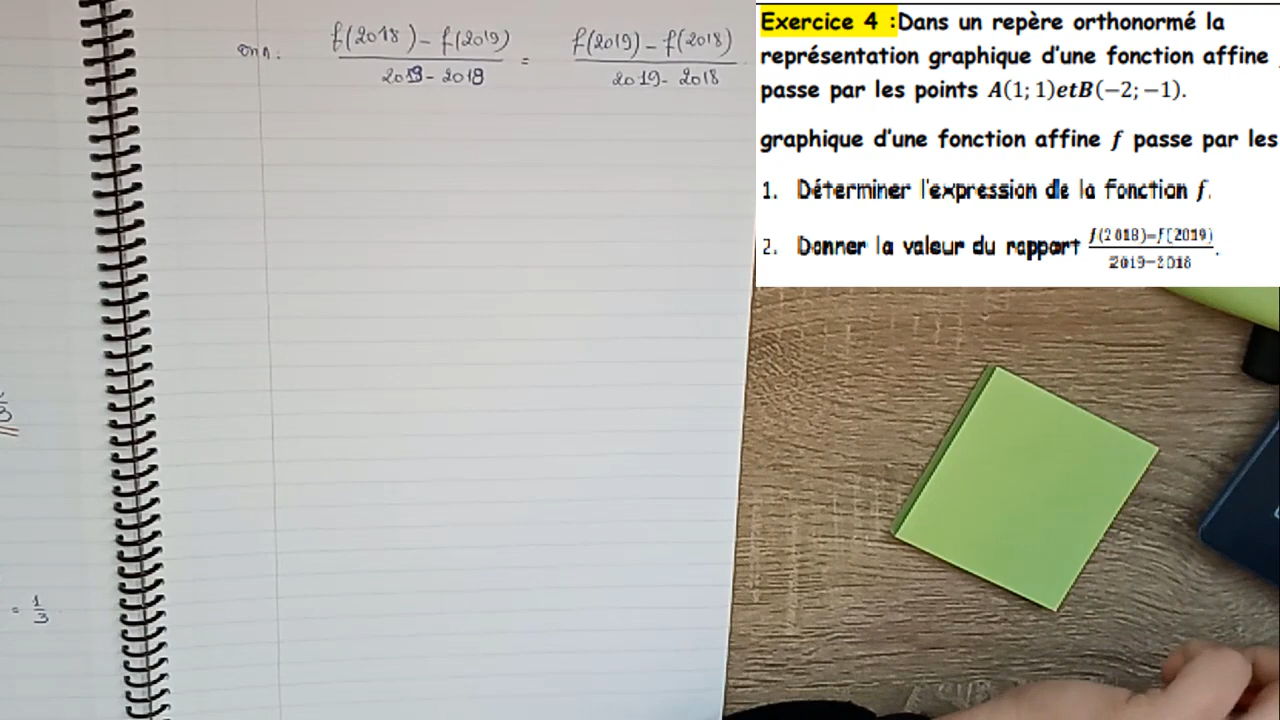 on a: f(2018) - f(2019) / 2019 - 2018 = f(2019) - f(2018) / 2019 - 2018
= 1/3
Exercice 4 :Dans un repère orthonormé la
représentation graphique d'une fonction affine
passe par les points A(1; 1)etB(−2; −1).
graphique d'une fonction affine f passe par les
1. Déterminer l'expression de la fonction f.
2. Donner la valeur du rapport f(2018)−f(2019) / 2019−2018.